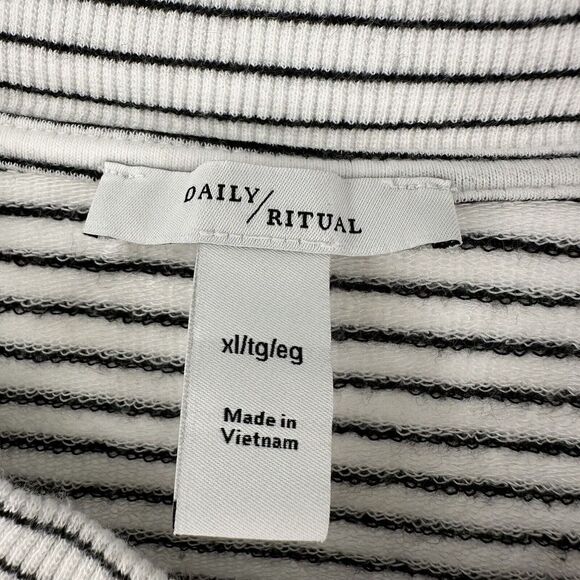 DAILY/
RITUAL
xl/tg/eg
Made in
Vietnam